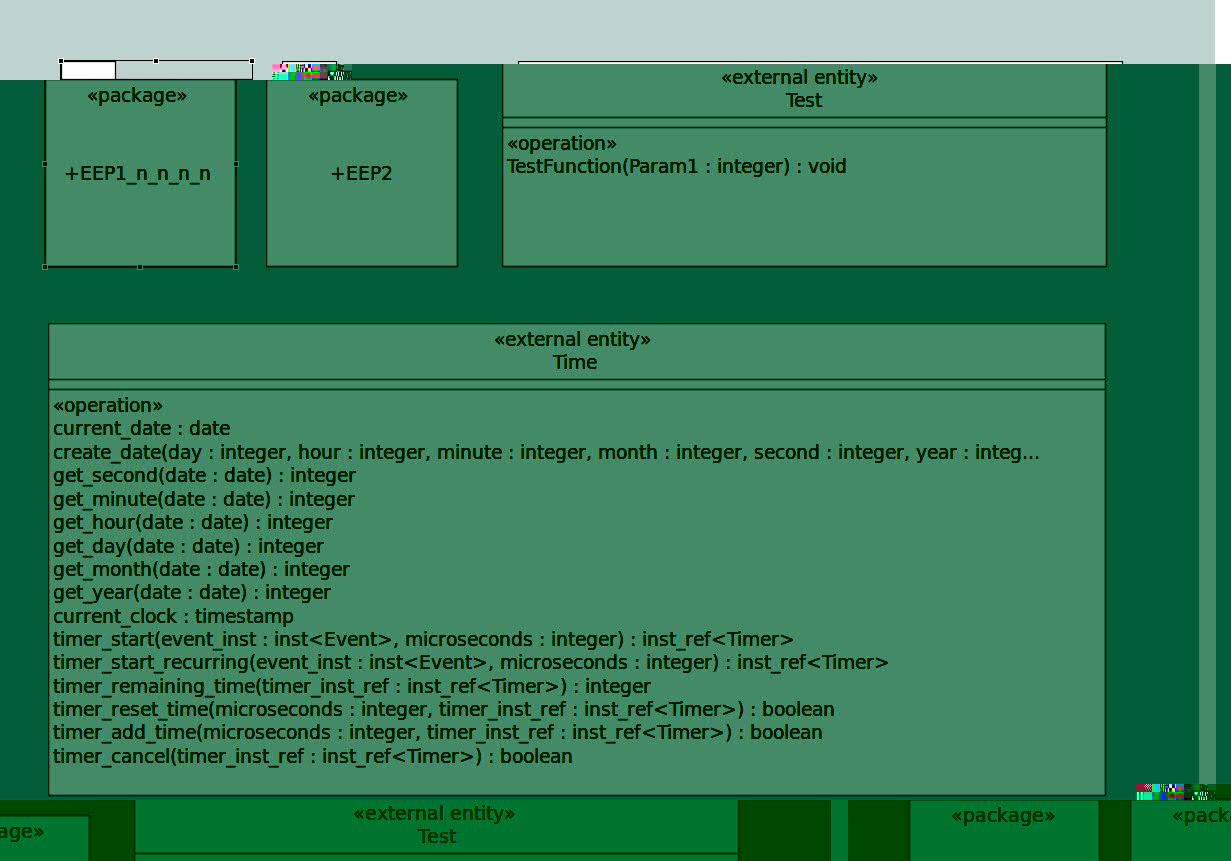 «package»
+EEP1_n_n_n_n
«package»
+EEP2
«external entity»
Test
«operation»
TestFunction(Param1 : integer) : void
«external entity»
Time
«operation»
current_date : date
create_date(day : integer, hour : integer, minute : integer, month : integer, second : integer, year : integ...
get_second(date : date) : integer
get_minute(date : date) : integer
get_hour(date : date) : integer
get_day(date : date) : integer
get_month(date : date) : integer
get_year(date : date) : integer
current_clock : timestamp
timer_start(event_inst : inst<Event>, microseconds : integer) : inst_ref<Timer>
timer_start_recurring(event_inst : inst<Event>, microseconds : integer) : inst_ref<Timer>
timer_remaining_time(timer_inst_ref : inst_ref<Timer>) : integer
timer_reset_time(microseconds : integer, timer_inst_ref : inst_ref<Timer>) : boolean
timer_add_time(microseconds : integer, timer_inst_ref : inst_ref<Timer>) : boolean
timer_cancel(timer_inst_ref : inst_ref<Timer>) : boolean
age»
«external entity»
Test
«package»
«pack